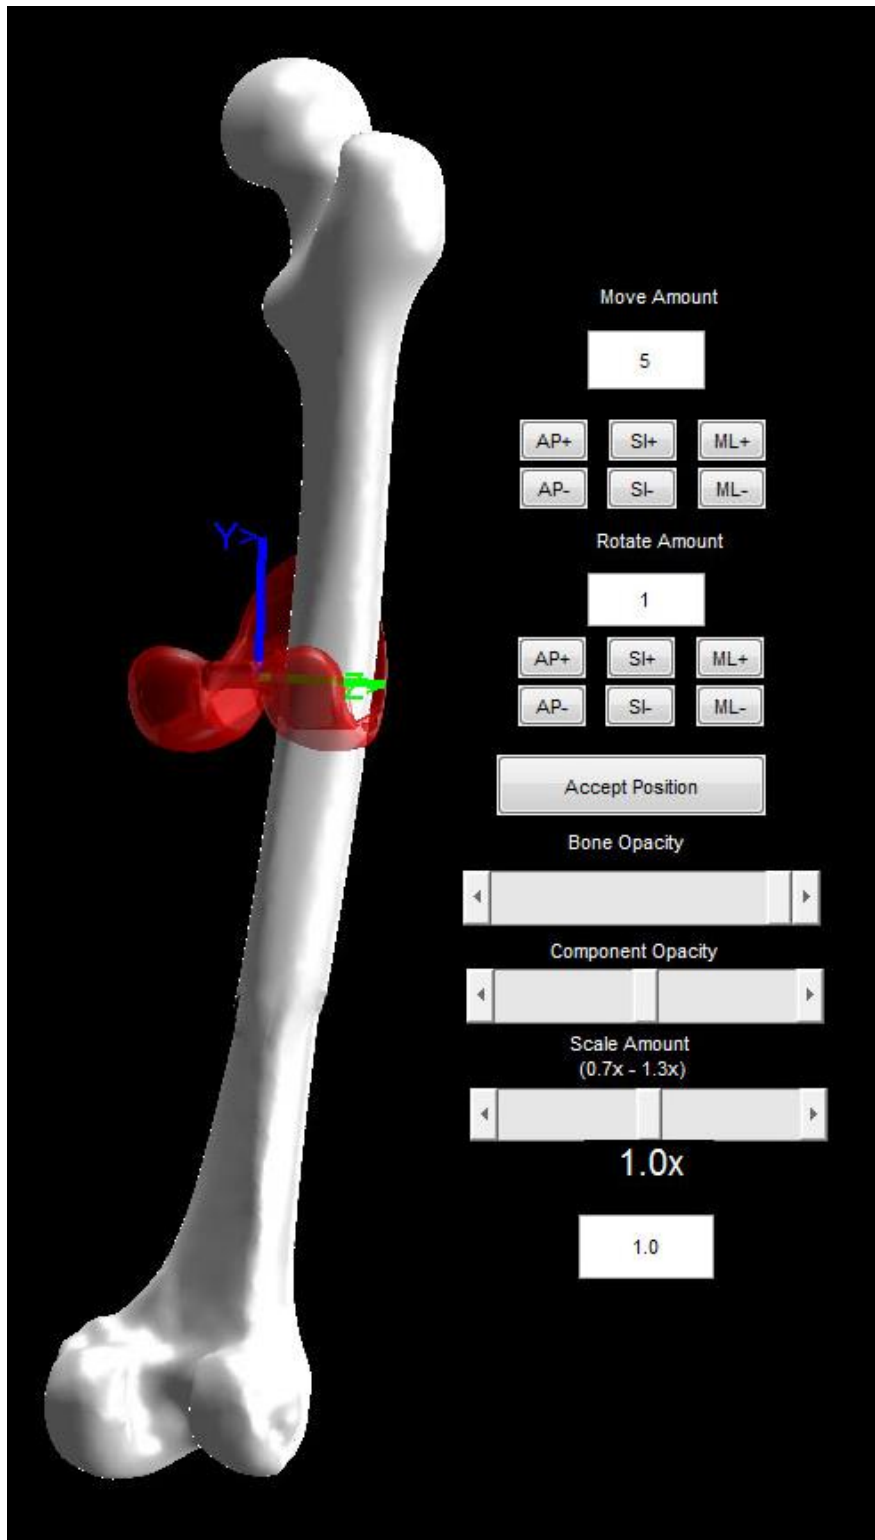 Move Amount
5
AP+ SI+ ML+
AP- SI- ML-
Rotate Amount
1
AP+ SI+ ML+
AP- SI- ML-
Accept Position
Bone Opacity
Component Opacity
Scale Amount
(0.7x - 1.3x)
1.0x
1.0
Y>